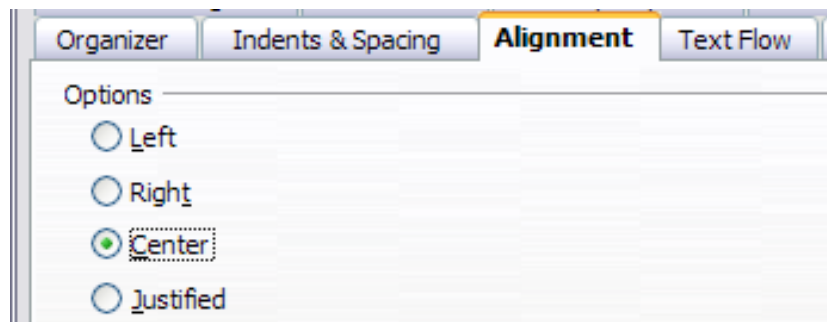 Organizer Indents & Spacing Alignment Text Flow
Options
Left
Right
Center
Justified